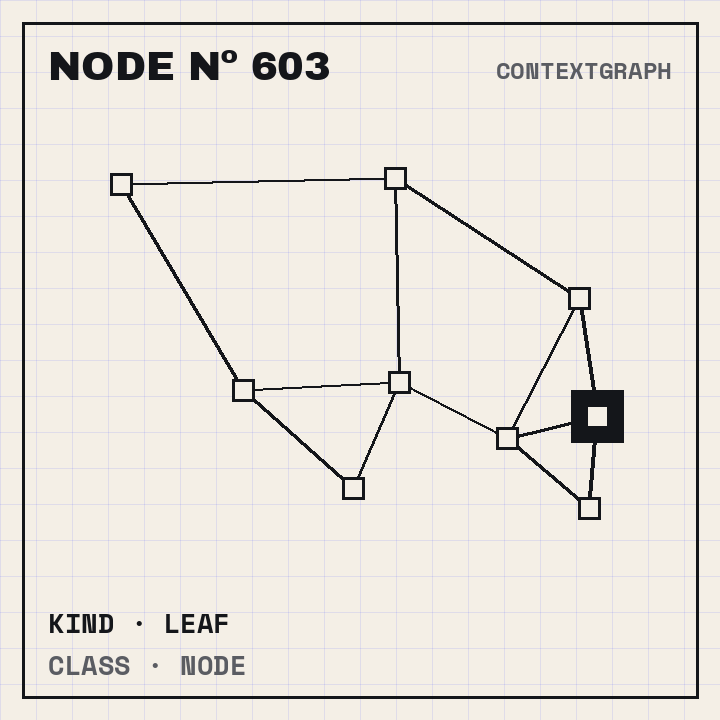 NODE Nº 603
CONTEXTGRAPH
KIND · LEAF
CLASS · NODE